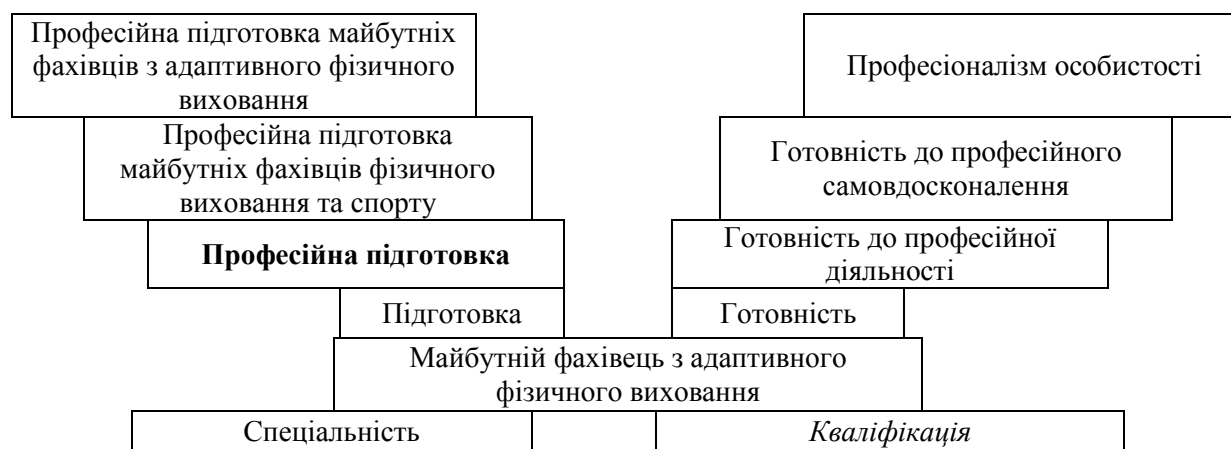 Професійна підготовка майбутніх
фахівців з адаптивного фізичного
виховання
Професіоналізм особистості
Професійна підготовка
майбутніх фахівців фізичного
виховання та спорту
Готовність до професійного
самовдосконалення
Професійна підготовка
Готовність до професійної
діяльності
Підготовка
Готовність
Майбутній фахівець з адаптивного
фізичного виховання
Спеціальність
Кваліфікація